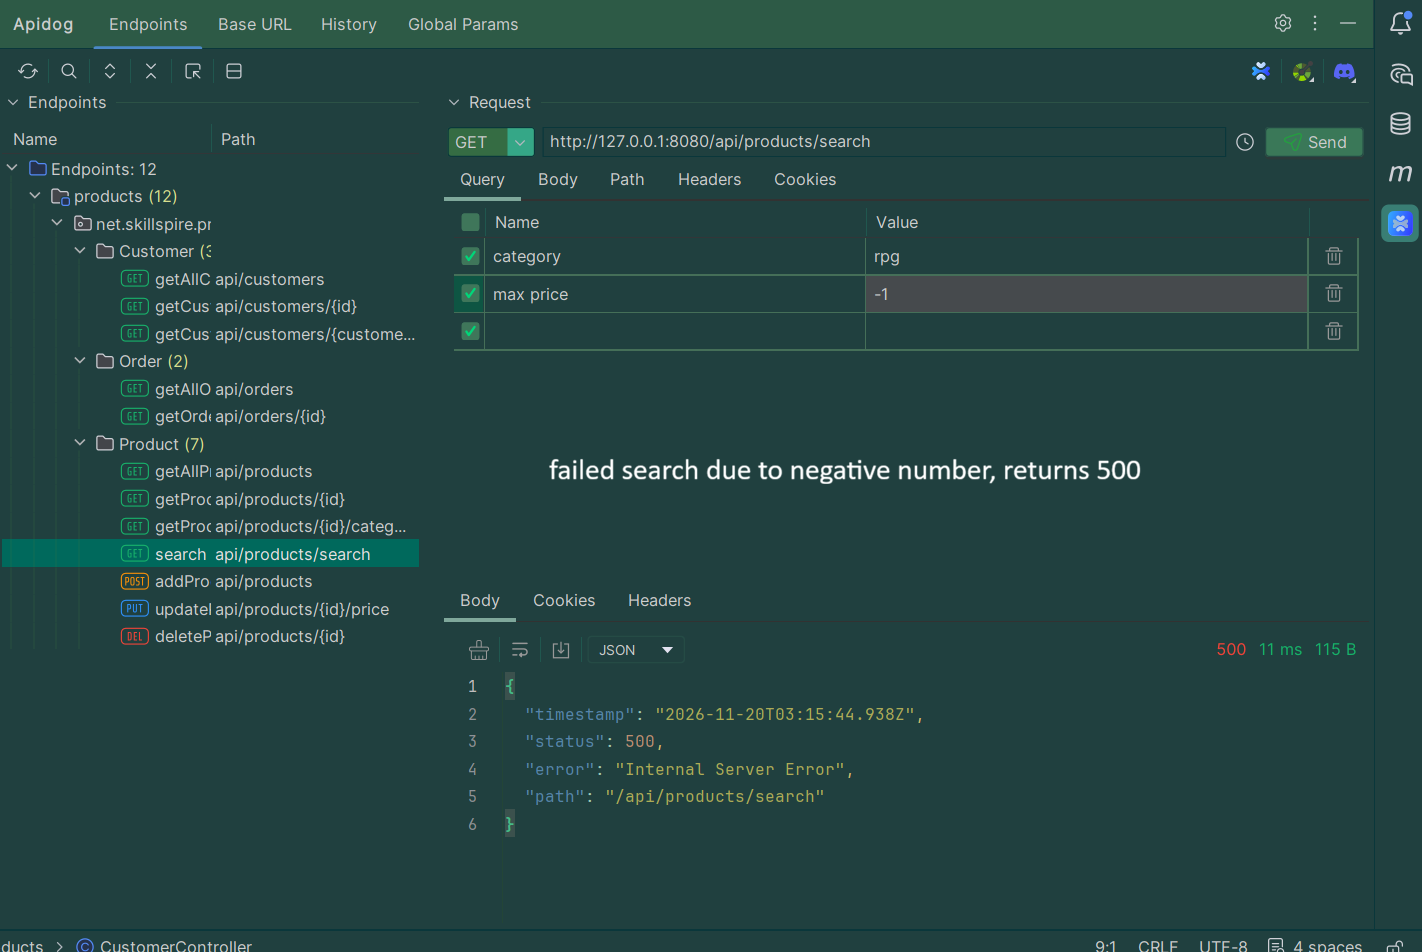 Apidog Endpoints Base URL History Global Params
Endpoints
Name Path
Endpoints: 12
products (12)
net.skillspire.pr
Customer (3
GET getAllC api/customers
GET getCus api/customers/{id}
GET getCus api/customers/{custome...
Order (2)
GET getAllO api/orders
GET getOrde api/orders/{id}
Product (7)
GET getAllPr api/products
GET getProd api/products/{id}
GET getProd api/products/{id}/categ...
GET search api/products/search
POST addPro api/products
PUT updatel api/products/{id}/price
DEL deleteP api/products/{id}
Request
GET http://127.0.0.1:8080/api/products/search Send
Query Body Path Headers Cookies
Name Value
category rpg
max price -1
failed search due to negative number, returns 500
Body Cookies Headers
JSON 500 11 ms 115 B
1 {
2 "timestamp": "2026-11-20T03:15:44.938Z",
3 "status": 500,
4 "error": "Internal Server Error",
5 "path": "/api/products/search"
6 }
m
ducts > C CustomerController 9:1 CRLF UTF-8 4 spaces